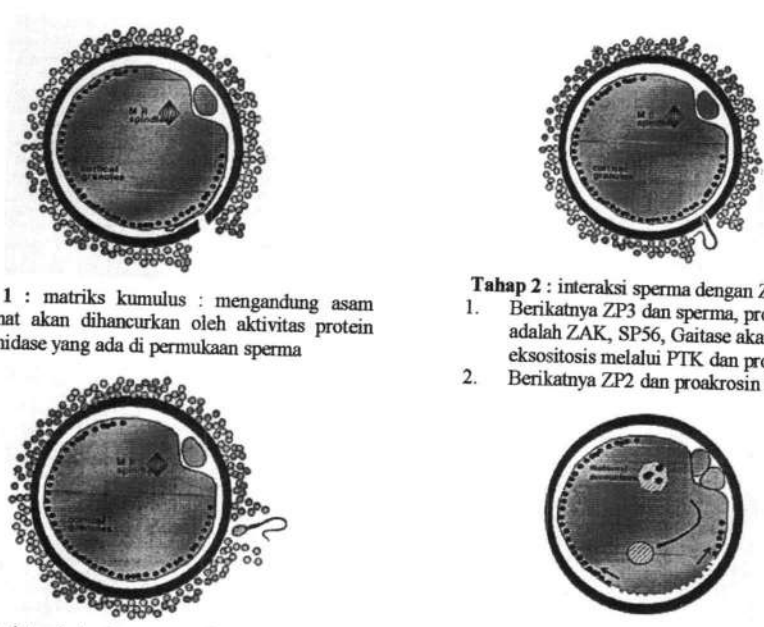 M II
spindle
cortical
granules
M II
spindle
cortical
granules
1 : matriks kumulus : mengandung asam
nat akan dihancurkan oleh aktivitas protein
nidase yang ada di permukaan sperma
Tahap 2 : interaksi sperma dengan Z
1. Berikatnya ZP3 dan sperma, pro
adalah ZAK, SP56, Gaitase aka
eksositosis melalui PTK dan pro
2. Berikatnya ZP2 dan proakrosin
M II
spindle